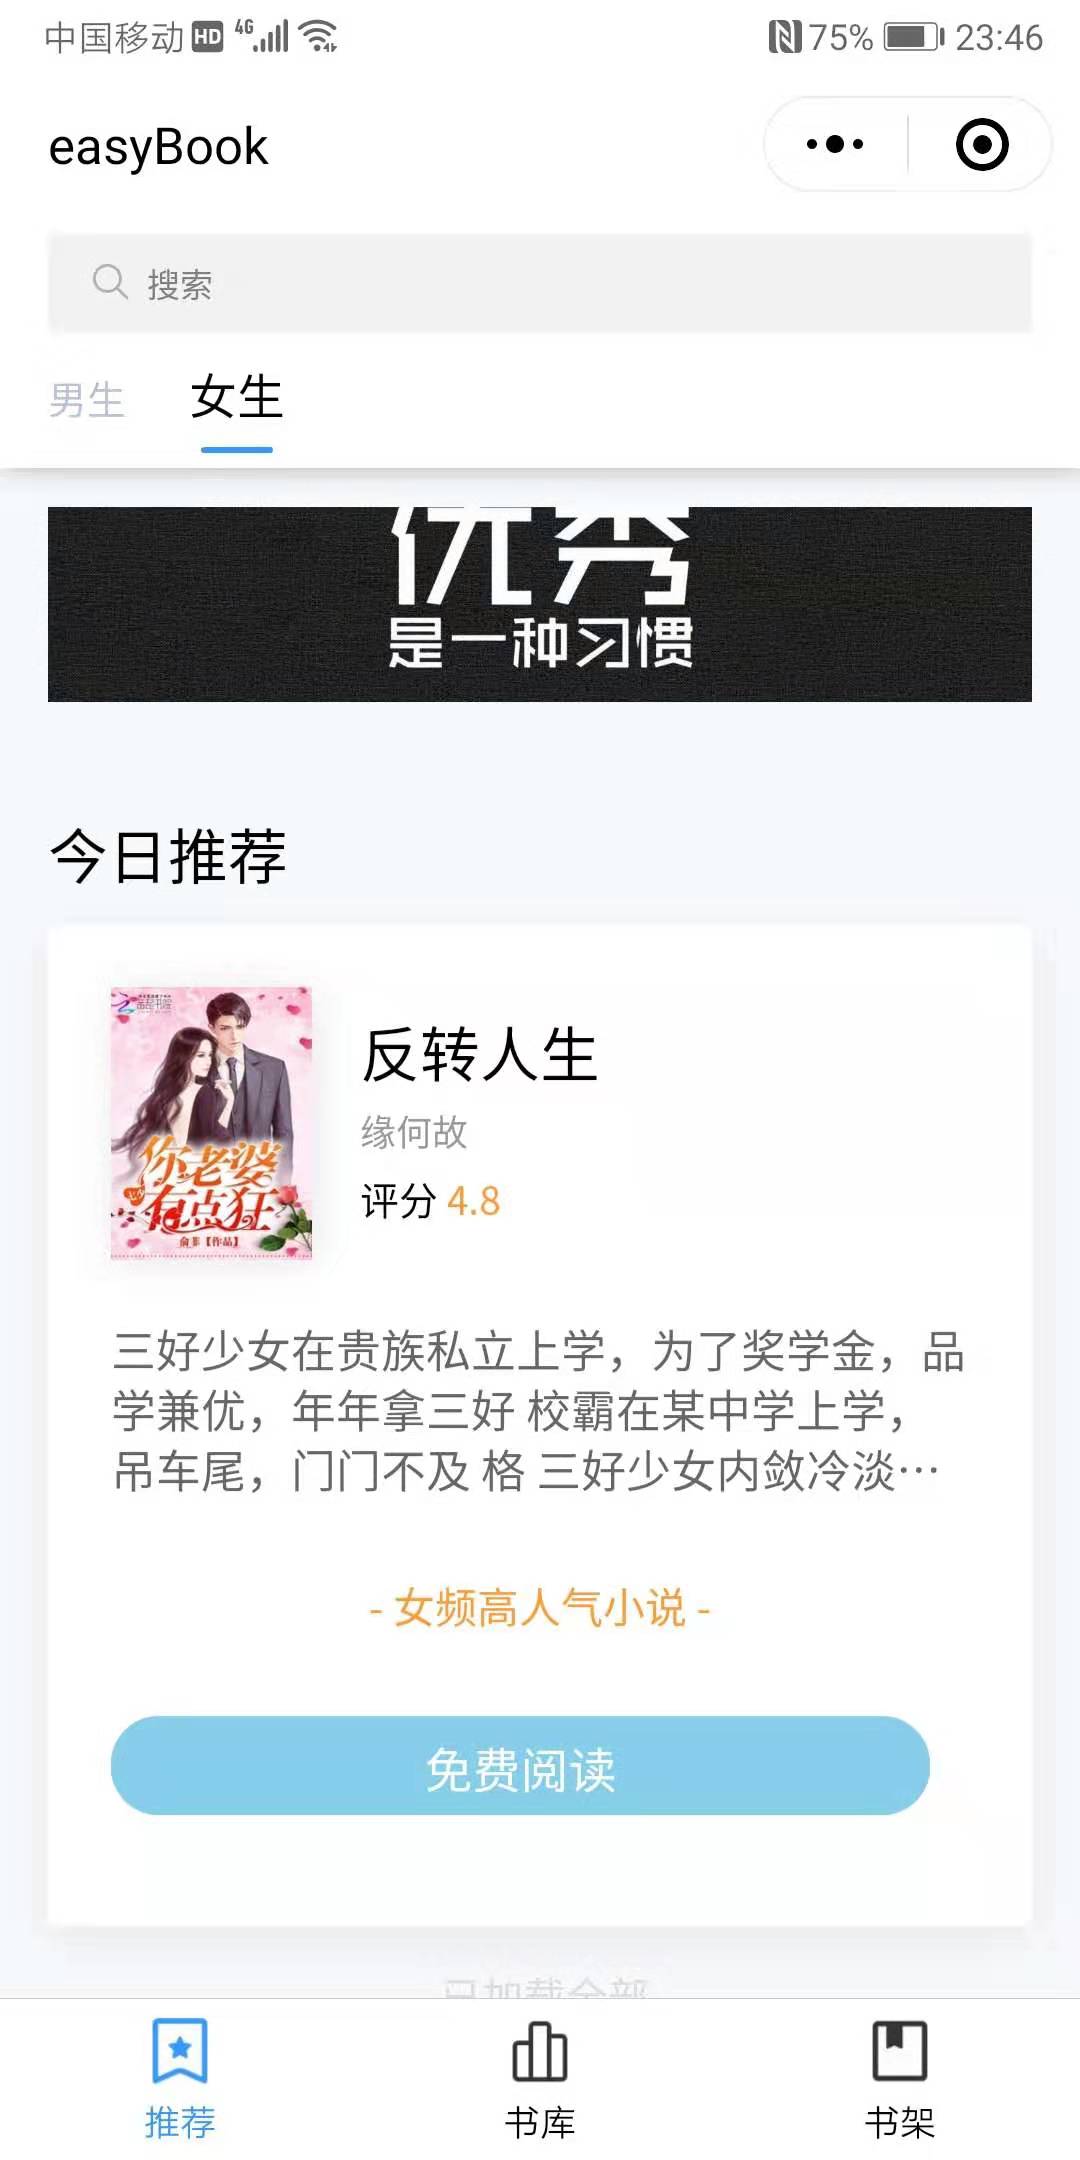 中国移动 HD 4G 75% 23:46
easyBook
搜索
男生 女生
优秀
是一种习惯
今日推荐
你老婆
有点狂
俞菲【作品】
反转人生
缘何故
评分 4.8
三好少女在贵族私立上学，为了奖学金，品
学兼优，年年拿三好 校霸在某中学上学，
吊车尾，门门不及 格 三好少女内敛冷淡…
- 女频高人气小说 -
免费阅读
已加载全部
推荐 书库 书架